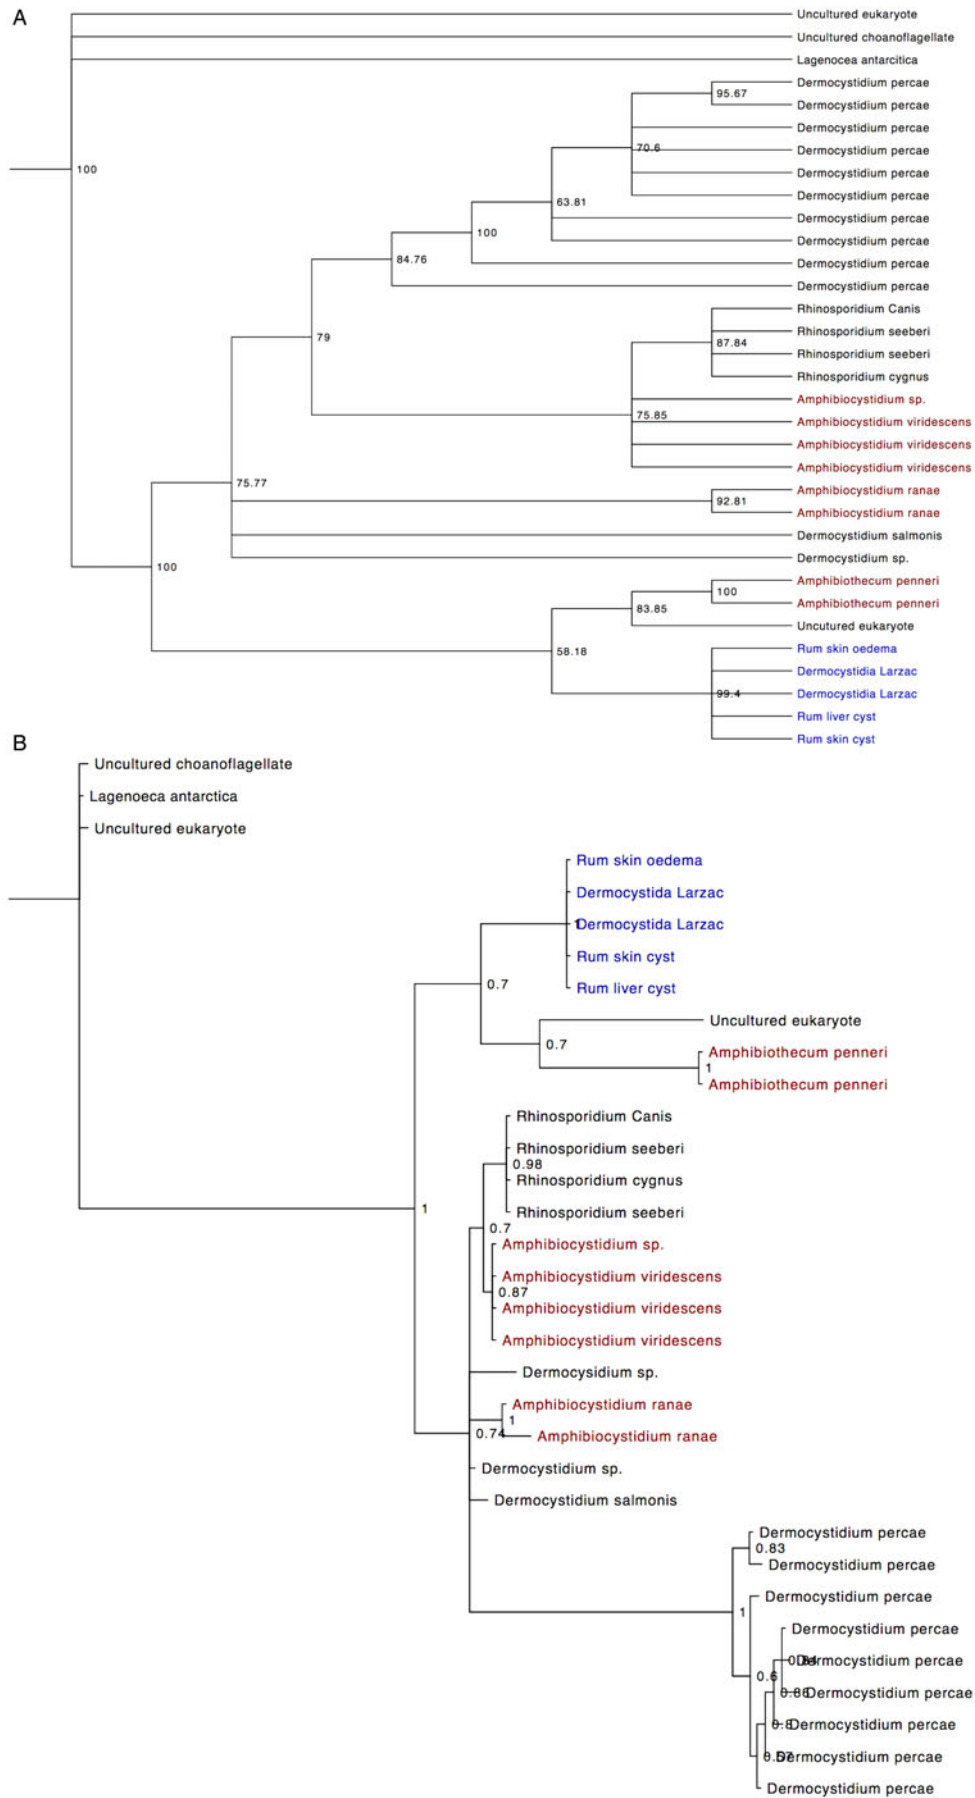 A
Uncultured eukaryote
Uncultured choanoflagellate
Lagenocea antarcitica
Dermocystidium percae
95.67
Dermocystidium percae
Dermocystidium percae
70.6
Dermocystidium percae
Dermocystidium percae
Dermocystidium percae
63.81
Dermocystidium percae
100
Dermocystidium percae
84.76
Dermocystidium percae
Dermocystidium percae
100
Rhinosporidium Canis
Rhinosporidium seeberi
79
87.84
Rhinosporidium seeberi
Rhinosporidium cygnus
Amphibiocystidium sp.
75.85
Amphibiocystidium viridescens
Amphibiocystidium viridescens
Amphibiocystidium viridescens
75.77
Amphibiocystidium ranae
92.81
Amphibiocystidium ranae
Dermocystidium salmonis
Dermocystidium sp.
100
Amphibiothecum penneri
100
Amphibiothecum penneri
83.85
Uncutured eukaryote
58.18
Rum skin oedema
Dermocystidia Larzac
99.4
Dermocystidia Larzac
Rum liver cyst
Rum skin cyst
B
Uncultured choanoflagellate
Lagenoeca antarctica
Uncultured eukaryote
Rum skin oedema
Dermocystida Larzac
1
Dermocystida Larzac
Rum skin cyst
0.7
Rum liver cyst
Uncultured eukaryote
0.7
Amphibiothecum penneri
1
Amphibiothecum penneri
Rhinosporidium Canis
Rhinosporidium seeberi
0.98
Rhinosporidium cygnus
1
Rhinosporidium seeberi
0.7
Amphibiocystidium sp.
Amphibiocystidium viridescens
0.87
Amphibiocystidium viridescens
Amphibiocystidium viridescens
Dermocysidium sp.
Amphibiocystidium ranae
1
0.74
Amphibiocystidium ranae
Dermocystidium sp.
Dermocystidium salmonis
Dermocystidium percae
0.83
Dermocystidium percae
Dermocystidium percae
1
Dermocystidium percae
Dermocystidium percae
0.6
Dermocystidium percae
Dermocystidium percae
0.57
Dermocystidium percae
Dermocystidium percae